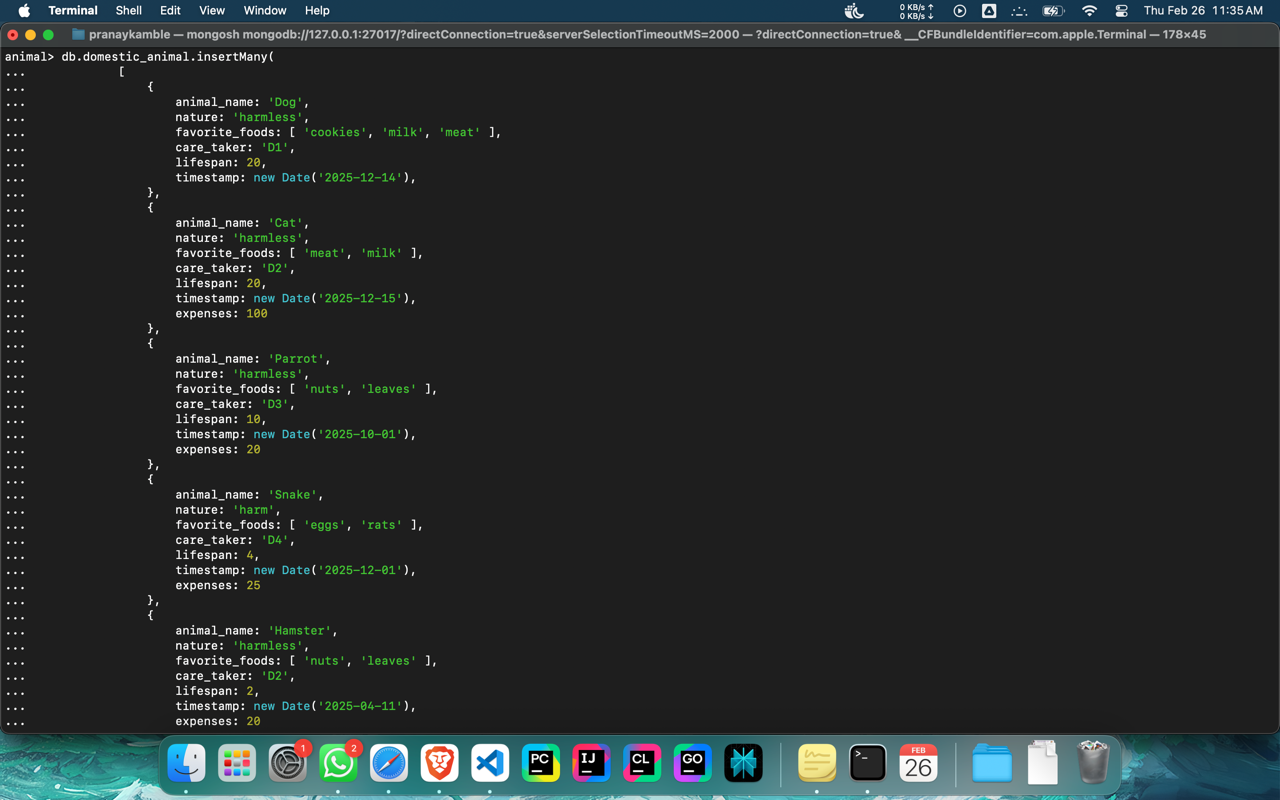 Terminal Shell Edit View Window Help 0 KB/s ↑ 0 KB/s ↓ Thu Feb 26 11:35 AM
pranaykamble — mongosh mongodb://127.0.0.1:27017/?directConnection=true&serverSelectionTimeoutMS=2000 — ?directConnection=true& __CFBundleIdentifier=com.apple.Terminal — 178×45
animal> db.domestic_animal.insertMany(
... [
... {
... animal_name: 'Dog',
... nature: 'harmless',
... favorite_foods: [ 'cookies', 'milk', 'meat' ],
... care_taker: 'D1',
... lifespan: 20,
... timestamp: new Date('2025-12-14'),
... },
... {
... animal_name: 'Cat',
... nature: 'harmless',
... favorite_foods: [ 'meat', 'milk' ],
... care_taker: 'D2',
... lifespan: 20,
... timestamp: new Date('2025-12-15'),
... expenses: 100
... },
... {
... animal_name: 'Parrot',
... nature: 'harmless',
... favorite_foods: [ 'nuts', 'leaves' ],
... care_taker: 'D3',
... lifespan: 10,
... timestamp: new Date('2025-10-01'),
... expenses: 20
... },
... {
... animal_name: 'Snake',
... nature: 'harm',
... favorite_foods: [ 'eggs', 'rats' ],
... care_taker: 'D4',
... lifespan: 4,
... timestamp: new Date('2025-12-01'),
... expenses: 25
... },
... {
... animal_name: 'Hamster',
... nature: 'harmless',
... favorite_foods: [ 'nuts', 'leaves' ],
... care_taker: 'D2',
... lifespan: 2,
... timestamp: new Date('2025-04-11'),
... expenses: 20
1 2 PC IJ CL GO >_ FEB 26